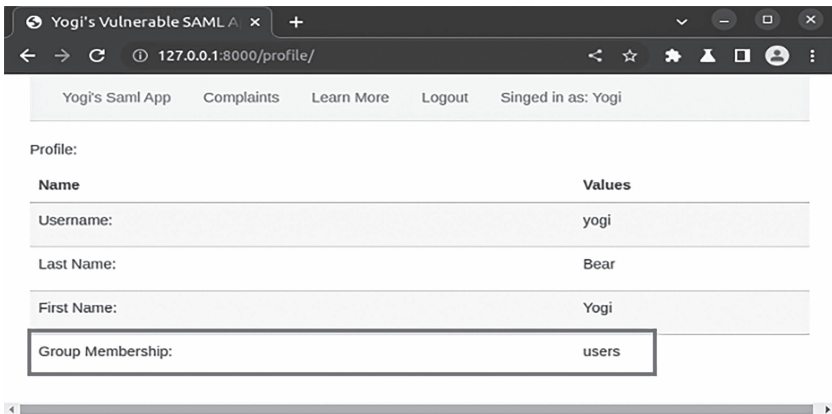 Yogi's Vulnerable SAML A
127.0.0.1:8000/profile/
Yogi's Saml App Complaints Learn More Logout Singed in as: Yogi
Profile:
Name Values
Username: yogi
Last Name: Bear
First Name: Yogi
Group Membership: users